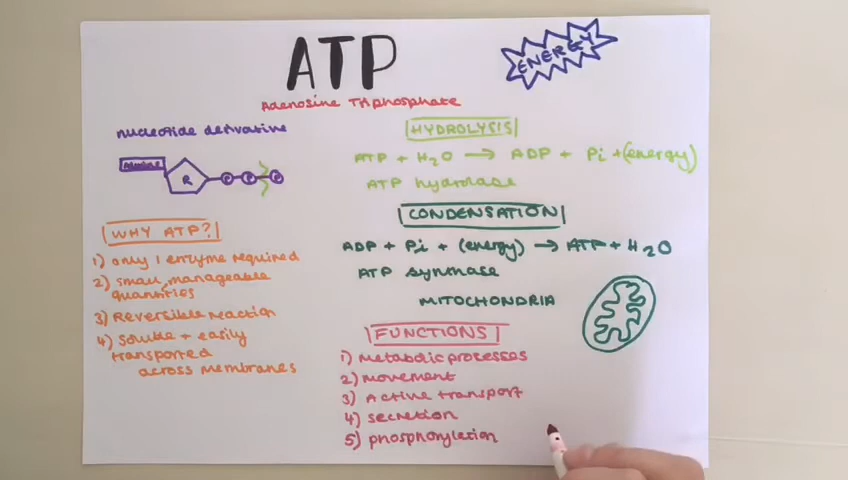 ATP
ENERGY
Adenosine Triphosphate
nucleotide derivative
Adenine
R
P P P
WHY ATP?
1) only 1 enzyme required
2) small, manageable
quantities
3) Reversible reaction
4) soluble + easily
transported
across membranes
HYDROLYSIS
ATP + H₂O → ADP + Pi + (energy)
ATP hydrolase
CONDENSATION
ADP + Pi + (energy) → ATP + H₂O
ATP synthase
MITOCHONDRIA
FUNCTIONS
1) metabolic processes
2) movement
3) Active transport
4) secretion
5) phosphorylation